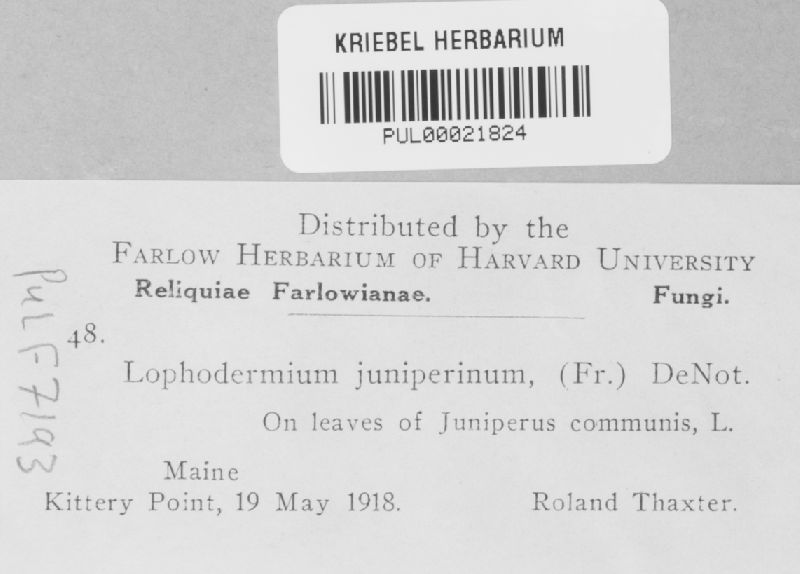 KRIEBEL HERBARIUM
PUL00021824
Distributed by the
FARLOW HERBARIUM OF HARVARD UNIVERSITY
Reliquiae Farlowianae. Fungi.
48.
Lophodermium juniperinum, (Fr.) DeNot.
On leaves of Juniperus communis, L.
Maine
Kittery Point, 19 May 1918. Roland Thaxter.
PUL F7193